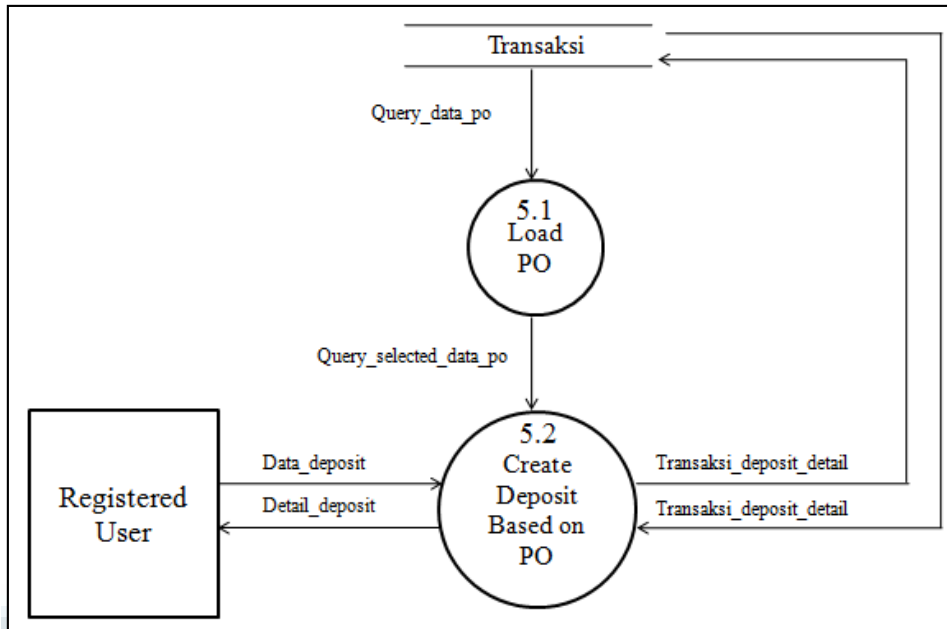 Transaksi
Query_data_po
5.1
Load
PO
Query_selected_data_po
5.2
Create
Deposit
Based on
PO
Data_deposit
Detail_deposit
Registered
User
Transaksi_deposit_detail
Transaksi_deposit_detail